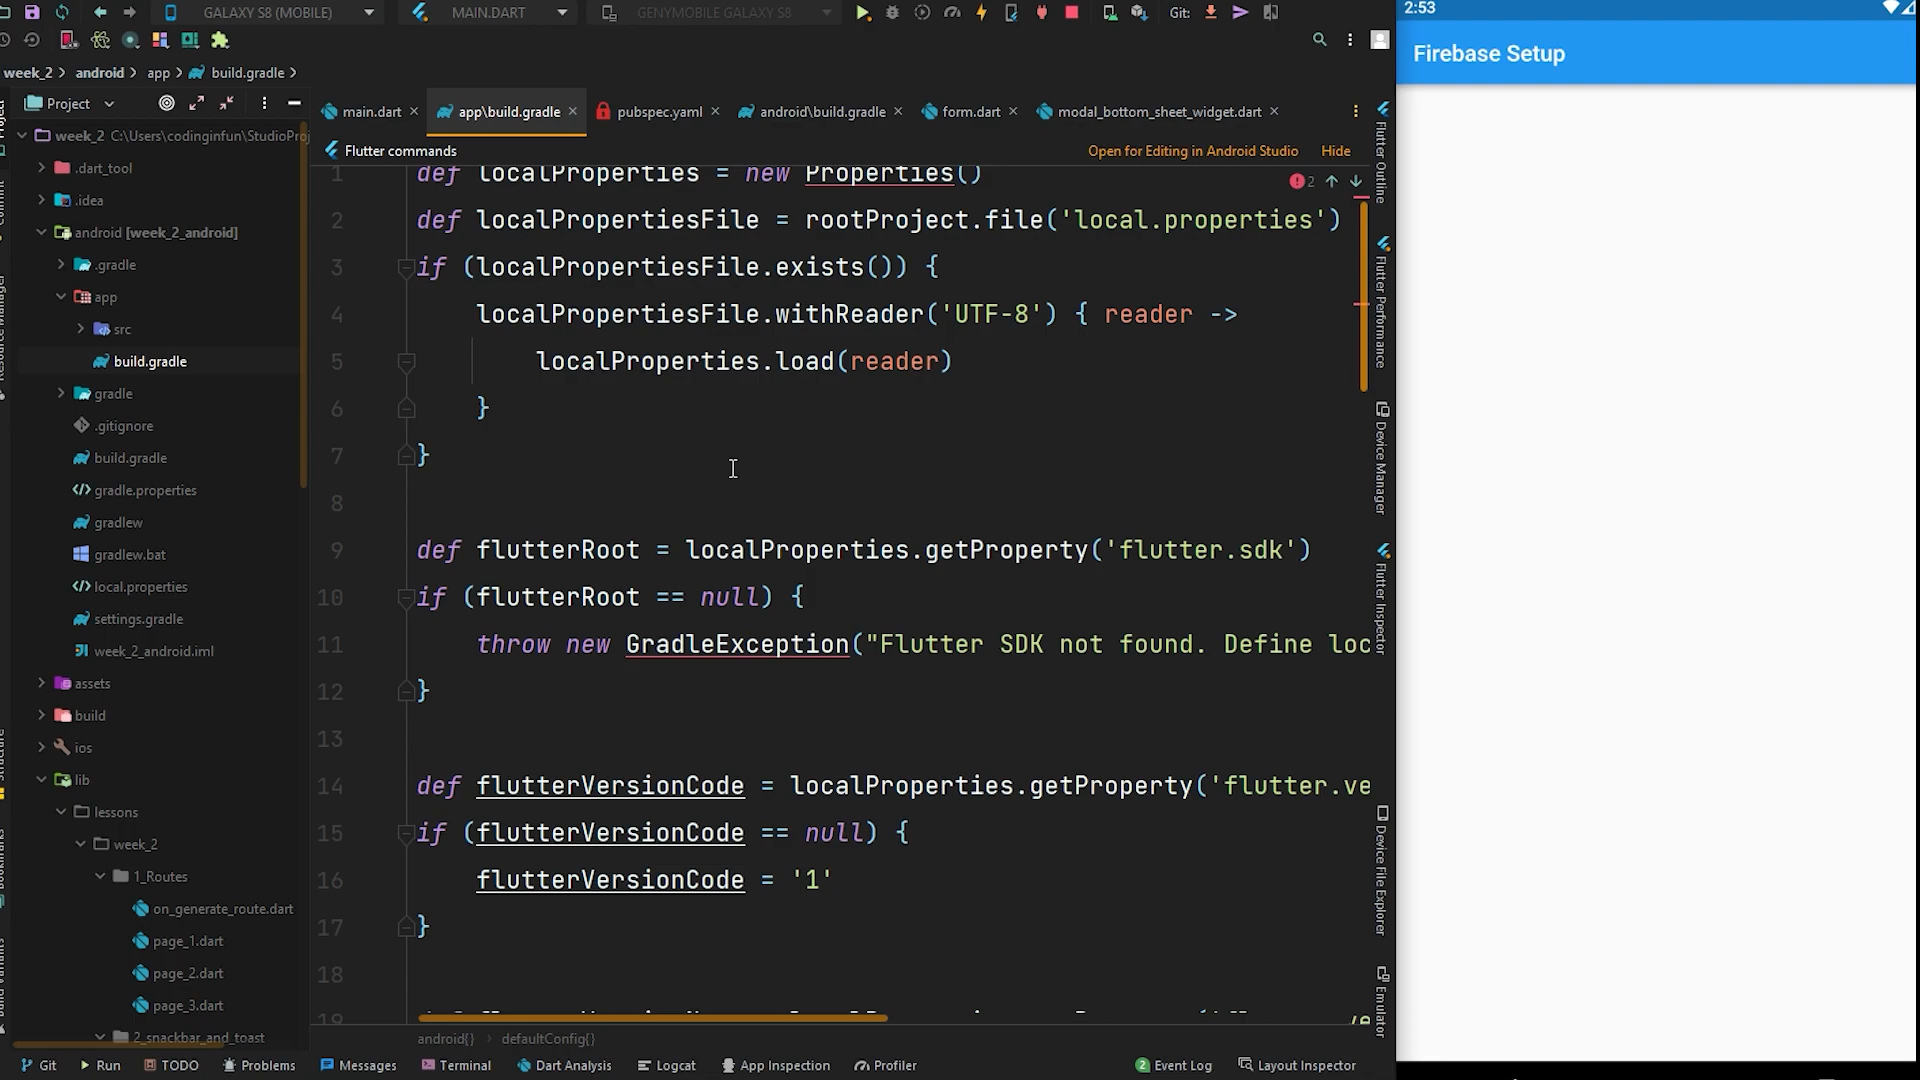 GALAXY S8 (MOBILE)
MAIN.DART
GENYMOBILE GALAXY S8
Git:
2:53
Firebase Setup
week_2
android
app
build.gradle
Project
main.dart
app\build.gradle
pubspec.yaml
android\build.gradle
form.dart
modal_bottom_sheet_widget.dart
Flutter commands
Open for Editing in Android Studio
Hide
week_2 C:\Users\codinginfun\StudioProj
.dart_tool
.idea
android [week_2_android]
.gradle
app
src
build.gradle
gradle
.gitignore
build.gradle
gradle.properties
gradlew
gradlew.bat
local.properties
settings.gradle
week_2_android.iml
assets
build
ios
lib
lessons
week_2
1_Routes
on_generate_route.dart
page_1.dart
page_2.dart
page_3.dart
2_snackbar_and_toast
2
1 def localProperties = new Properties()
2 def localPropertiesFile = rootProject.file('local.properties')
3 if (localPropertiesFile.exists()) {
4 localPropertiesFile.withReader('UTF-8') { reader ->
5 localProperties.load(reader)
6 }
7 }
8
9 def flutterRoot = localProperties.getProperty('flutter.sdk')
10 if (flutterRoot == null) {
11 throw new GradleException("Flutter SDK not found. Define loc
12 }
13
14 def flutterVersionCode = localProperties.getProperty('flutter.ve
15 if (flutterVersionCode == null) {
16 flutterVersionCode = '1'
17 }
18
19
android{}
defaultConfig{}
Flutter Outline
Flutter Performance
Device Manager
Flutter Inspector
Device File Explorer
Emulator
Git
Run
TODO
Problems
Messages
Terminal
Dart Analysis
Logcat
App Inspection
Profiler
2 Event Log
Layout Inspector